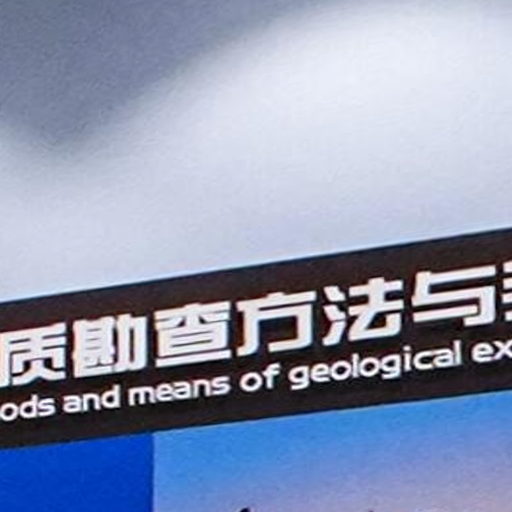 质勘查方法与
ods and means of geological ex